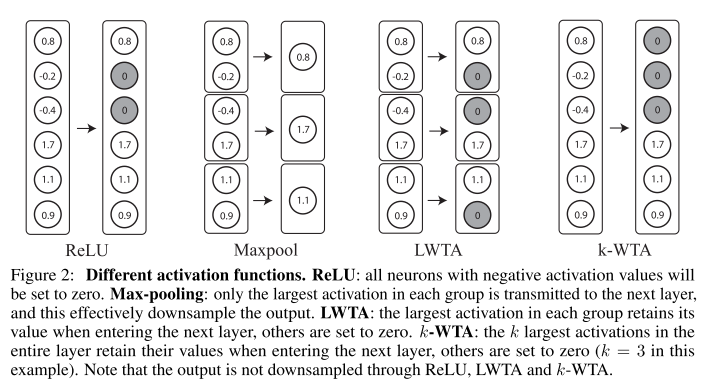 0.8 0.8 0.8 0.8 0.8 0.8 0.8 0
-0.2 0 -0.2 -0.2 0 -0.2 0
-0.4 0 -0.4 1.7 -0.4 0 -0.4 0
1.7 1.7 1.7 1.7 1.7 1.7 1.7
1.1 1.1 1.1 1.1 1.1 1.1 1.1 1.1
0.9 0.9 0.9 0.9 0 0.9 0.9
ReLU Maxpool LWTA k-WTA
Figure 2: Different activation functions. ReLU: all neurons with negative activation values will
be set to zero. Max-pooling: only the largest activation in each group is transmitted to the next layer,
and this effectively downsample the output. LWTA: the largest activation in each group retains its
value when entering the next layer, others are set to zero. k-WTA: the k largest activations in the
entire layer retain their values when entering the next layer, others are set to zero (k = 3 in this
example). Note that the output is not downsampled through ReLU, LWTA and k-WTA.